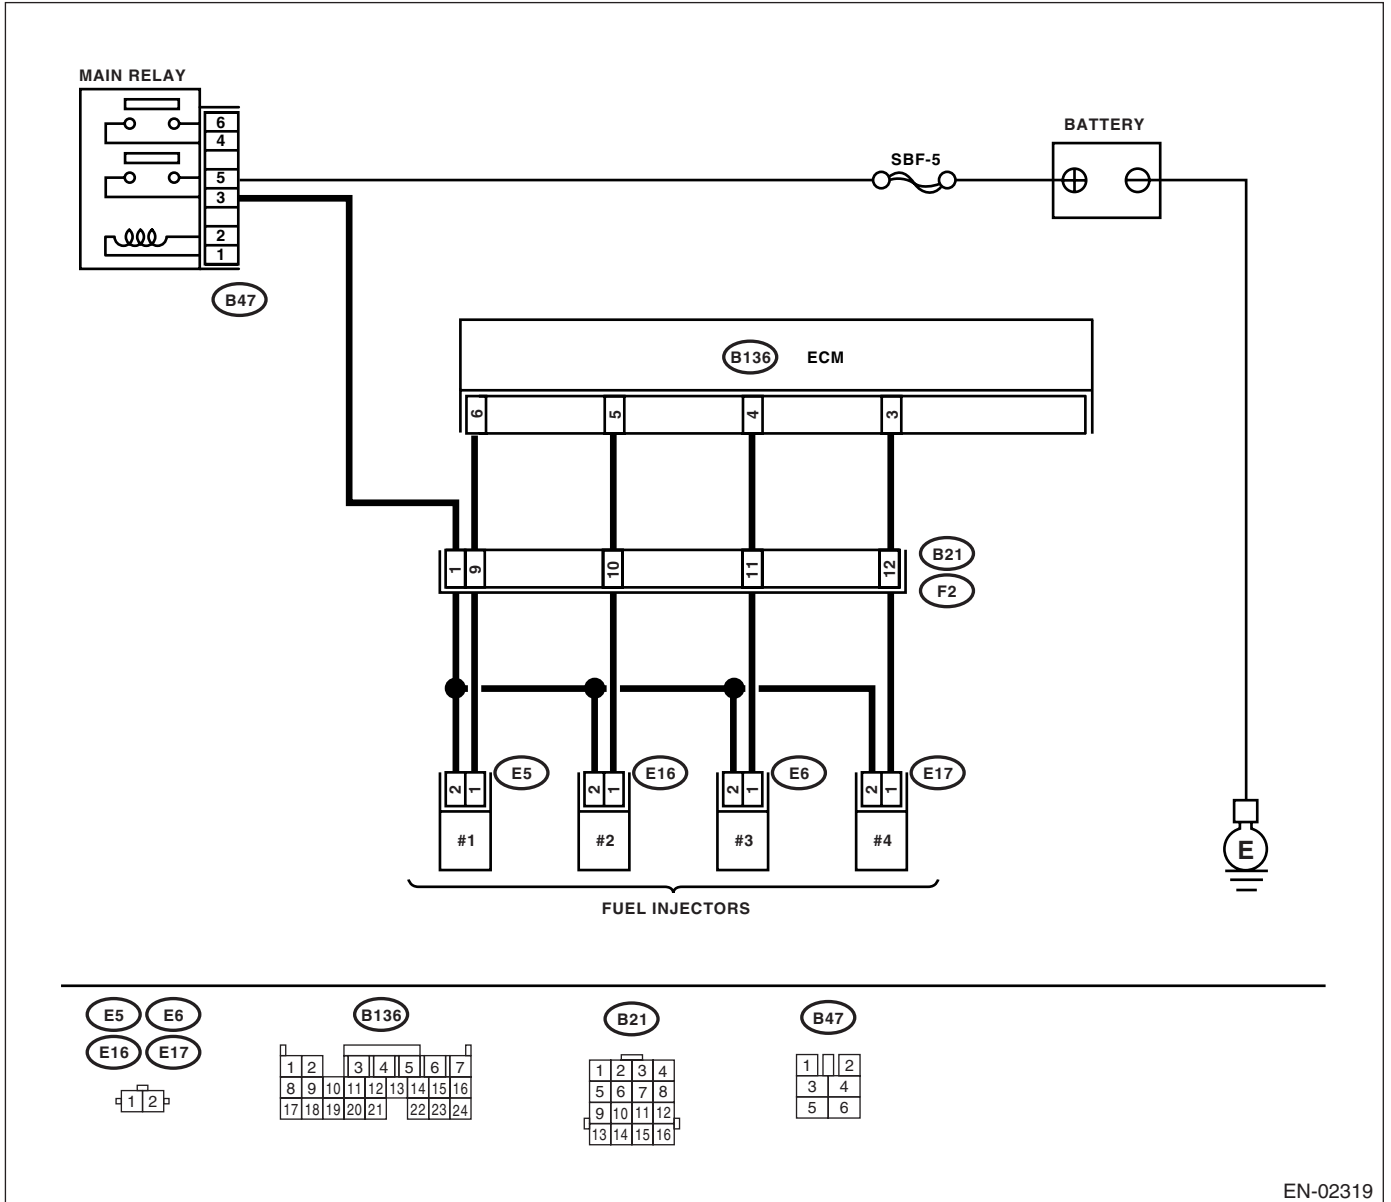 MAIN RELAY
6
4
5
3
2
1
B47
SBF-5
BATTERY
B136 ECM
6 5 4 3
1 9 10 11 12
B21
F2
2 1 E5
2 1 E16
2 1 E6
2 1 E17
#1 #2 #3 #4
FUEL INJECTORS
E
E5 E6
E16 E17
1 2
B136
1 2 3 4 5 6 7
8 9 10 11 12 13 14 15 16
17 18 19 20 21 22 23 24
B21
1 2 3 4
5 6 7 8
9 10 11 12
13 14 15 16
B47
1 2
3 4
5 6
EN-02319